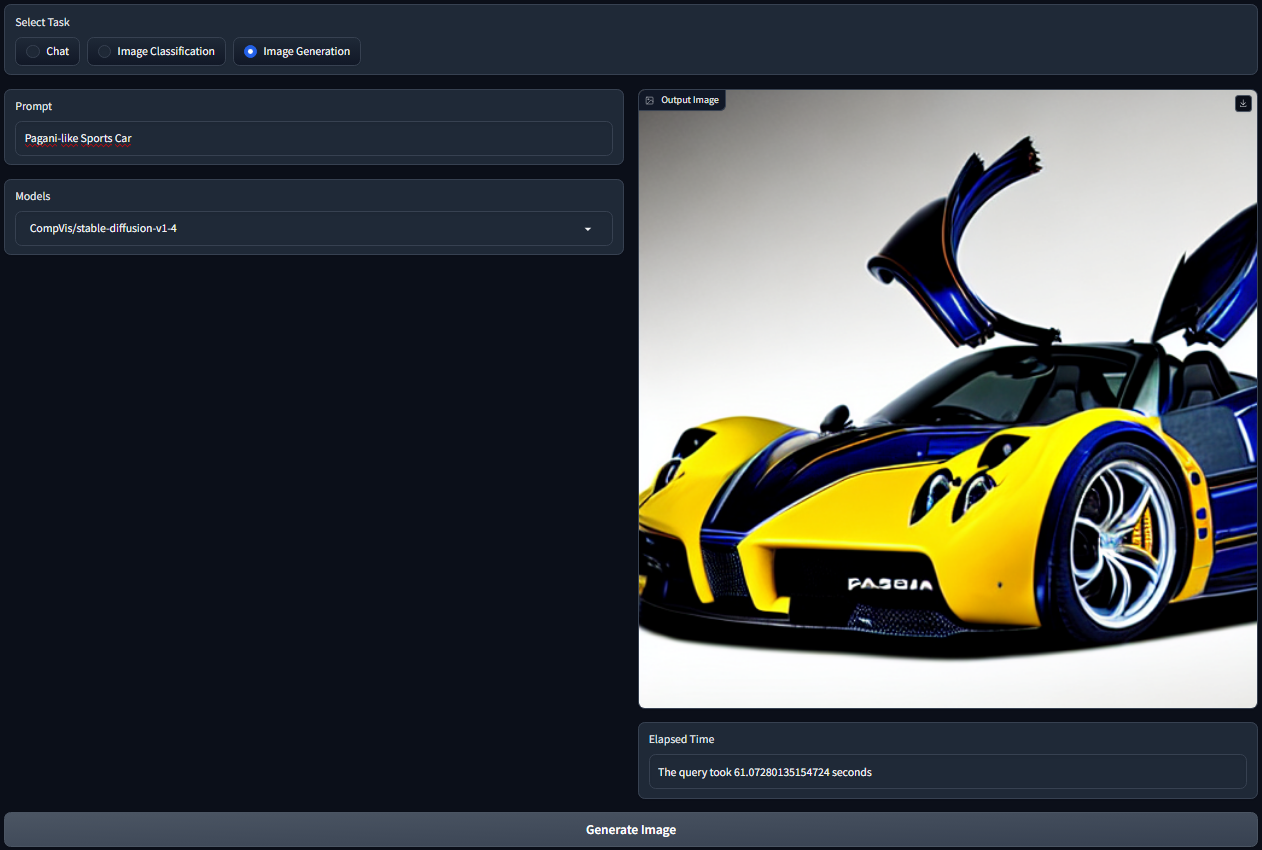 Select Task
Chat
Image Classification
Image Generation
Prompt
Pagani-like Sports Car
Models
CompVis/stable-diffusion-v1-4
Output Image
Elapsed Time
The query took 61.07280135154724 seconds
Generate Image